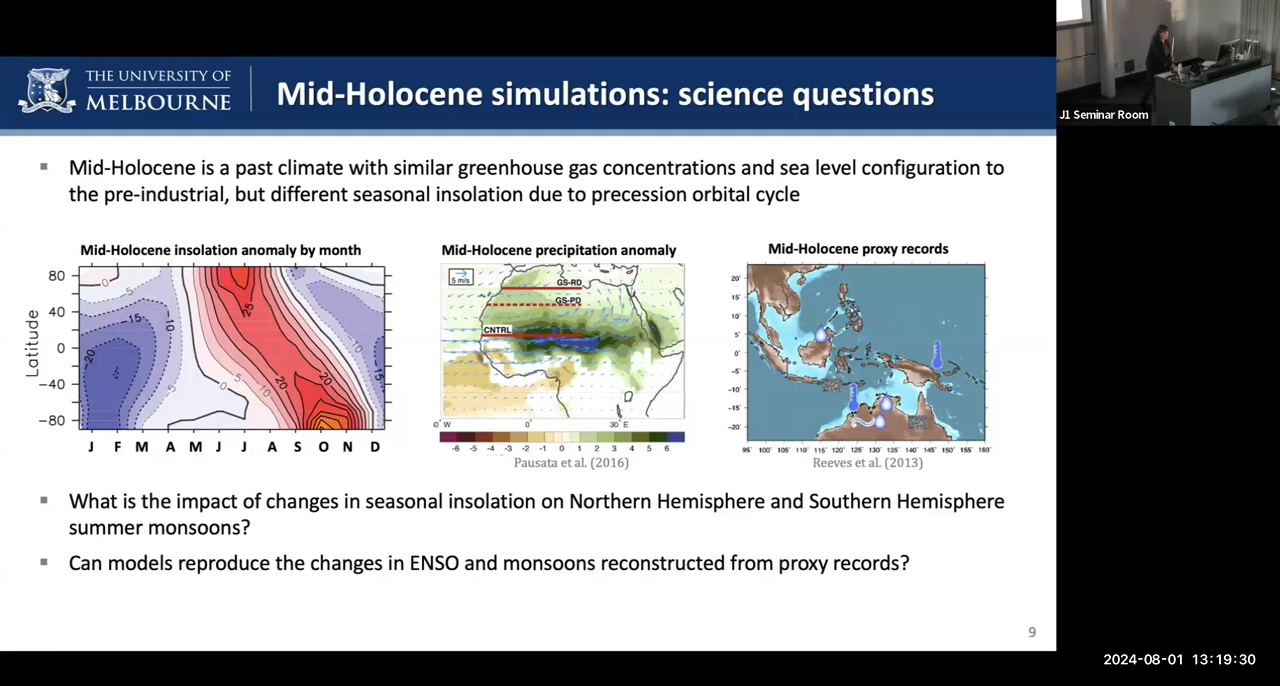 THE UNIVERSITY OF
MELBOURNE
Mid-Holocene simulations: science questions
J1 Seminar Room
Mid-Holocene is a past climate with similar greenhouse gas concentrations and sea level configuration to
the pre-industrial, but different seasonal insolation due to precession orbital cycle
Mid-Holocene insolation anomaly by month
Latitude
80
40
0
−40
−80
J F M A M J J A S O N D
Mid-Holocene precipitation anomaly
5 m/s
GS-RD
GS-PD
CNTRL
0° 30° E
-6 -5 -4 -3 -2 -1 0 1 2 3 4 5 6
Pausata et al. (2016)
Mid-Holocene proxy records
20°
15°
10°
5°
0°
-5°
-10°
-15°
-20°
95° 100° 105° 110° 115° 120° 125° 130° 135° 140° 145° 150° 155° 160°
Reeves et al. (2013)
What is the impact of changes in seasonal insolation on Northern Hemisphere and Southern Hemisphere
summer monsoons?
Can models reproduce the changes in ENSO and monsoons reconstructed from proxy records?
9
2024-08-01 13:19:30